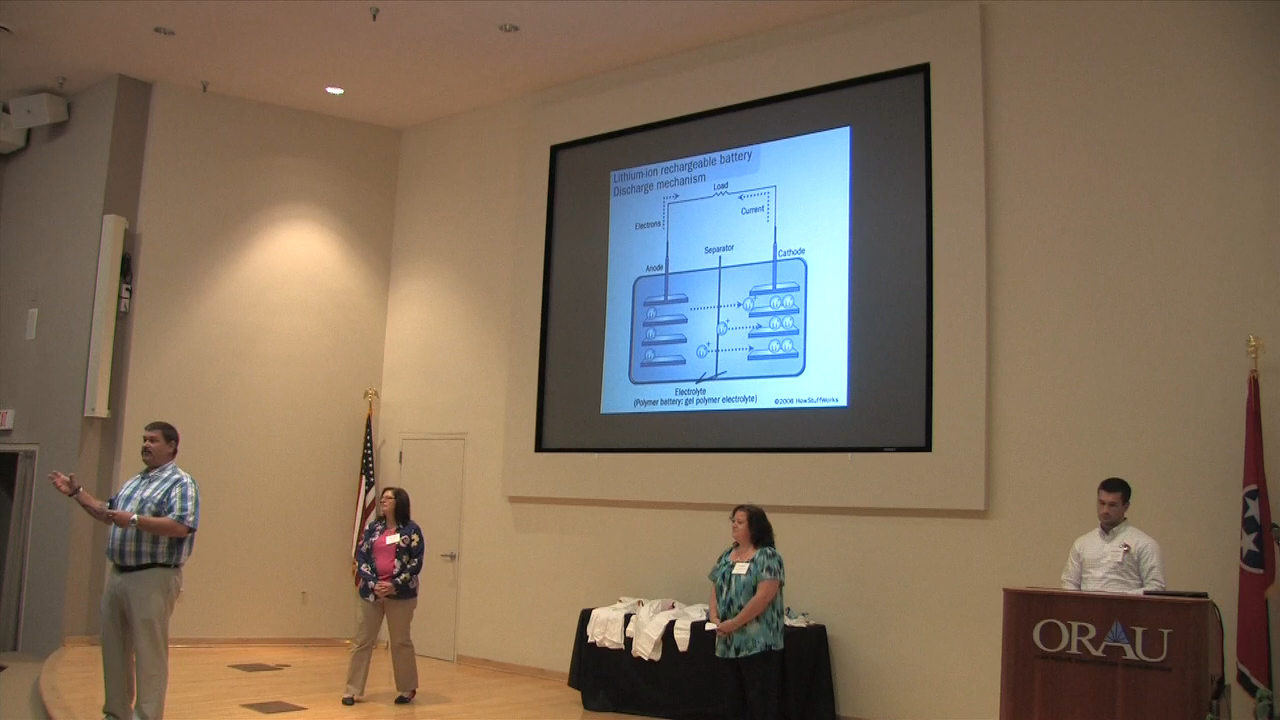 Lithium-ion rechargeable battery
Discharge mechanism
Load
Electrons
Current
Separator
Anode
Cathode
Electrolyte
(Polymer battery: gel polymer electrolyte)
©2006 HowStuffWorks
ORAU